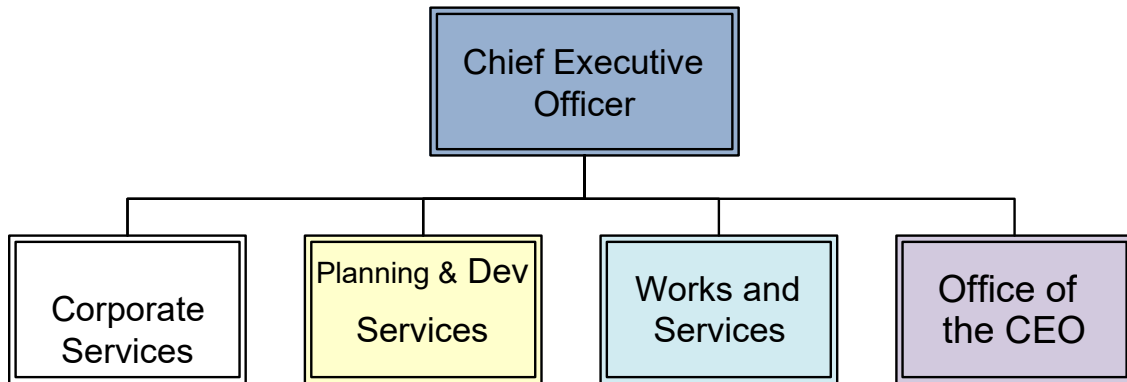 Chief Executive
Officer
Corporate
Services
Planning & Dev
Services
Works and
Services
Office of
the CEO